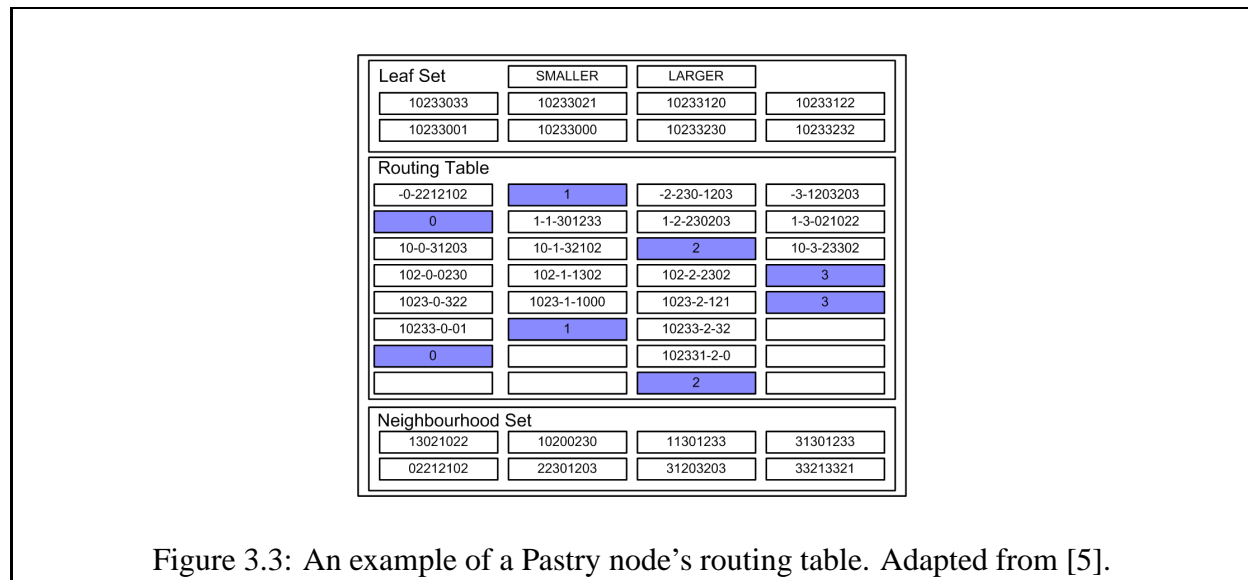 Leaf Set SMALLER LARGER
10233033 10233021 10233120 10233122
10233001 10233000 10233230 10233232
Routing Table
-0-2212102 1 -2-230-1203 -3-1203203
0 1-1-301233 1-2-230203 1-3-021022
10-0-31203 10-1-32102 2 10-3-23302
102-0-0230 102-1-1302 102-2-2302 3
1023-0-322 1023-1-1000 1023-2-121 3
10233-0-01 1 10233-2-32
0 102331-2-0
2
Neighbourhood Set
13021022 10200230 11301233 31301233
02212102 22301203 31203203 33213321
Figure 3.3: An example of a Pastry node's routing table. Adapted from [5].